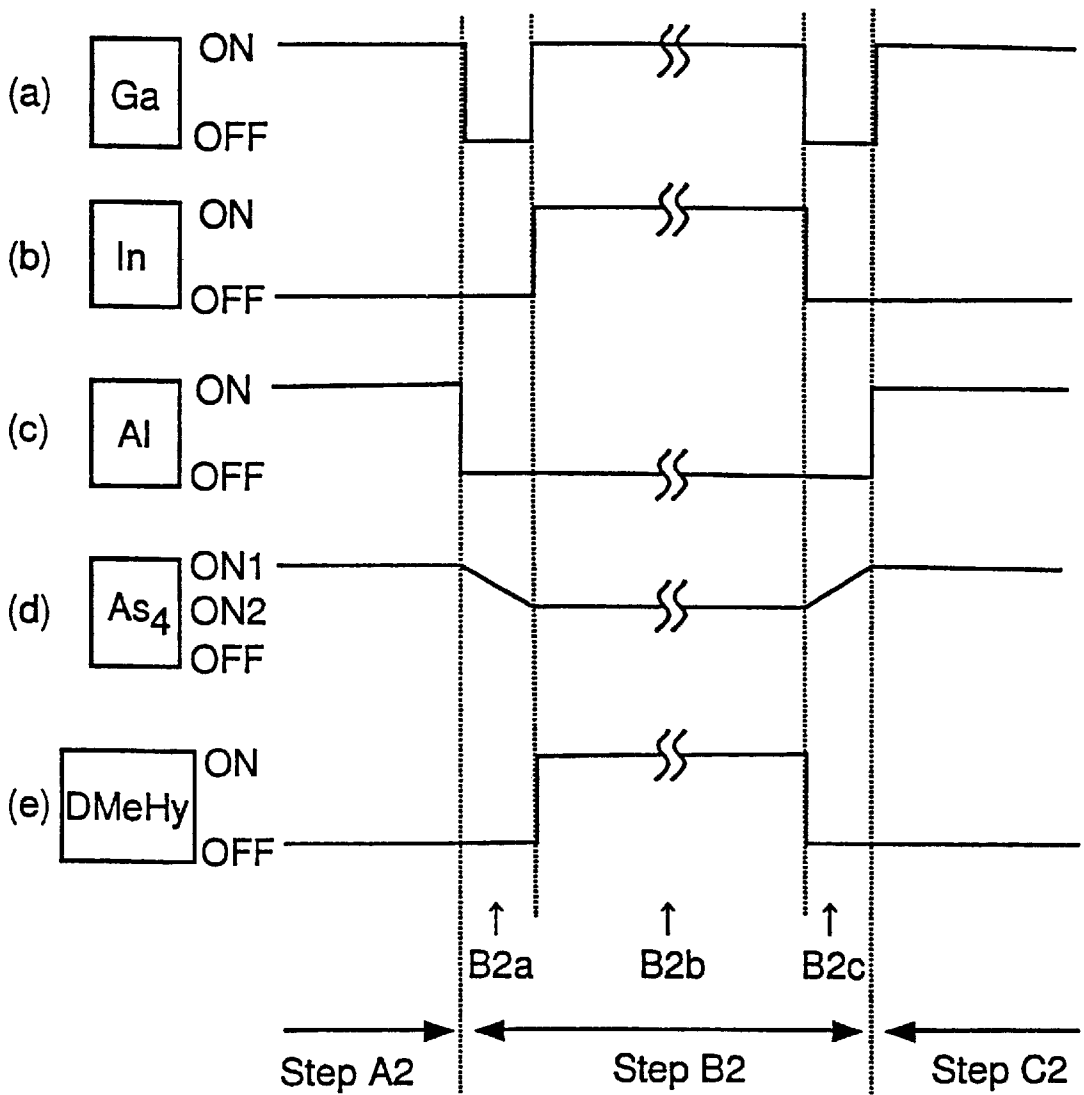 ON
(a) Ga
OFF
ON
(b) In
OFF
ON
(c) Al
OFF
ON1
(d) As4 ON2
OFF
ON
(e) DMeHy
OFF
↑ ↑ ↑
B2a B2b B2c
Step A2 Step B2 Step C2